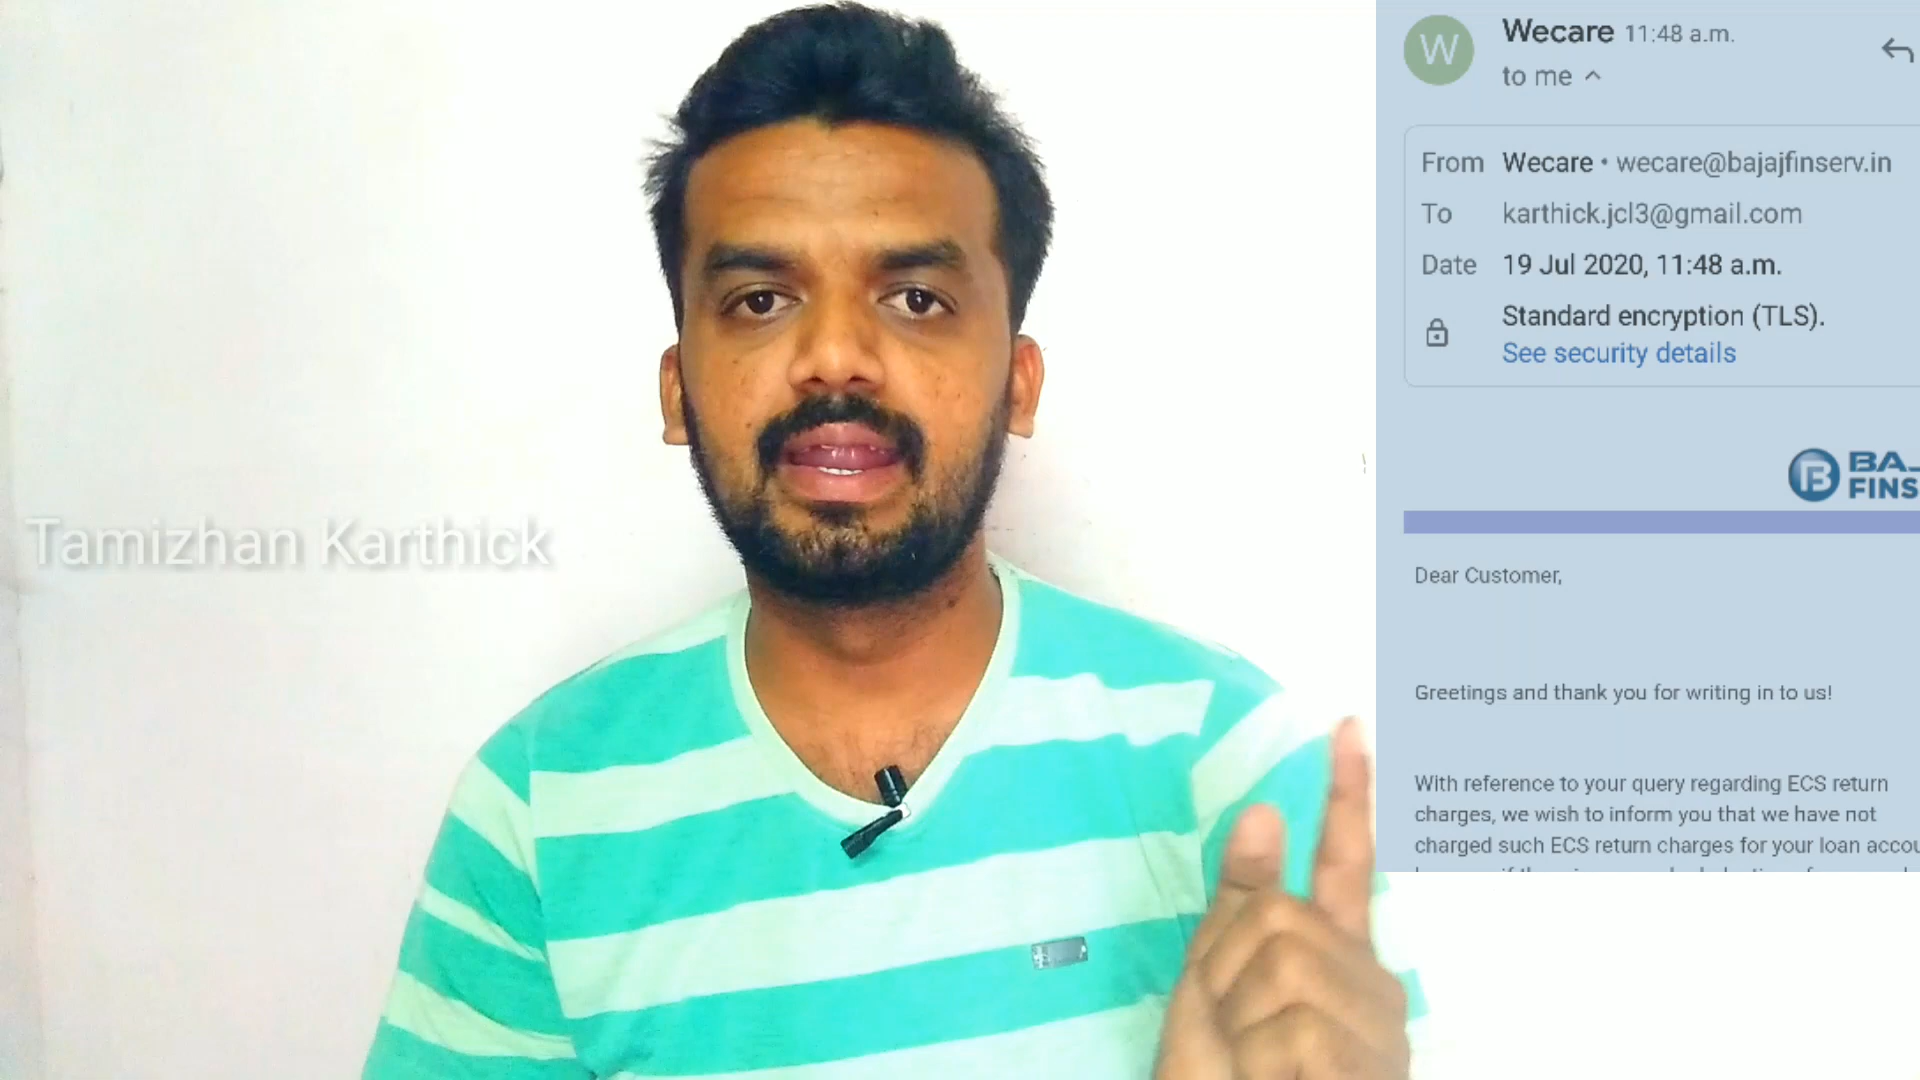 Tamizhan Karthick
W
Wecare 11:48 a.m.
to me
From Wecare • wecare@bajajfinserv.in
To karthick.jcl3@gmail.com
Date 19 Jul 2020, 11:48 a.m.
Standard encryption (TLS).
See security details
Dear Customer,
Greetings and thank you for writing in to us!
With reference to your query regarding ECS return
charges, we wish to inform you that we have not
charged such ECS return charges for your loan